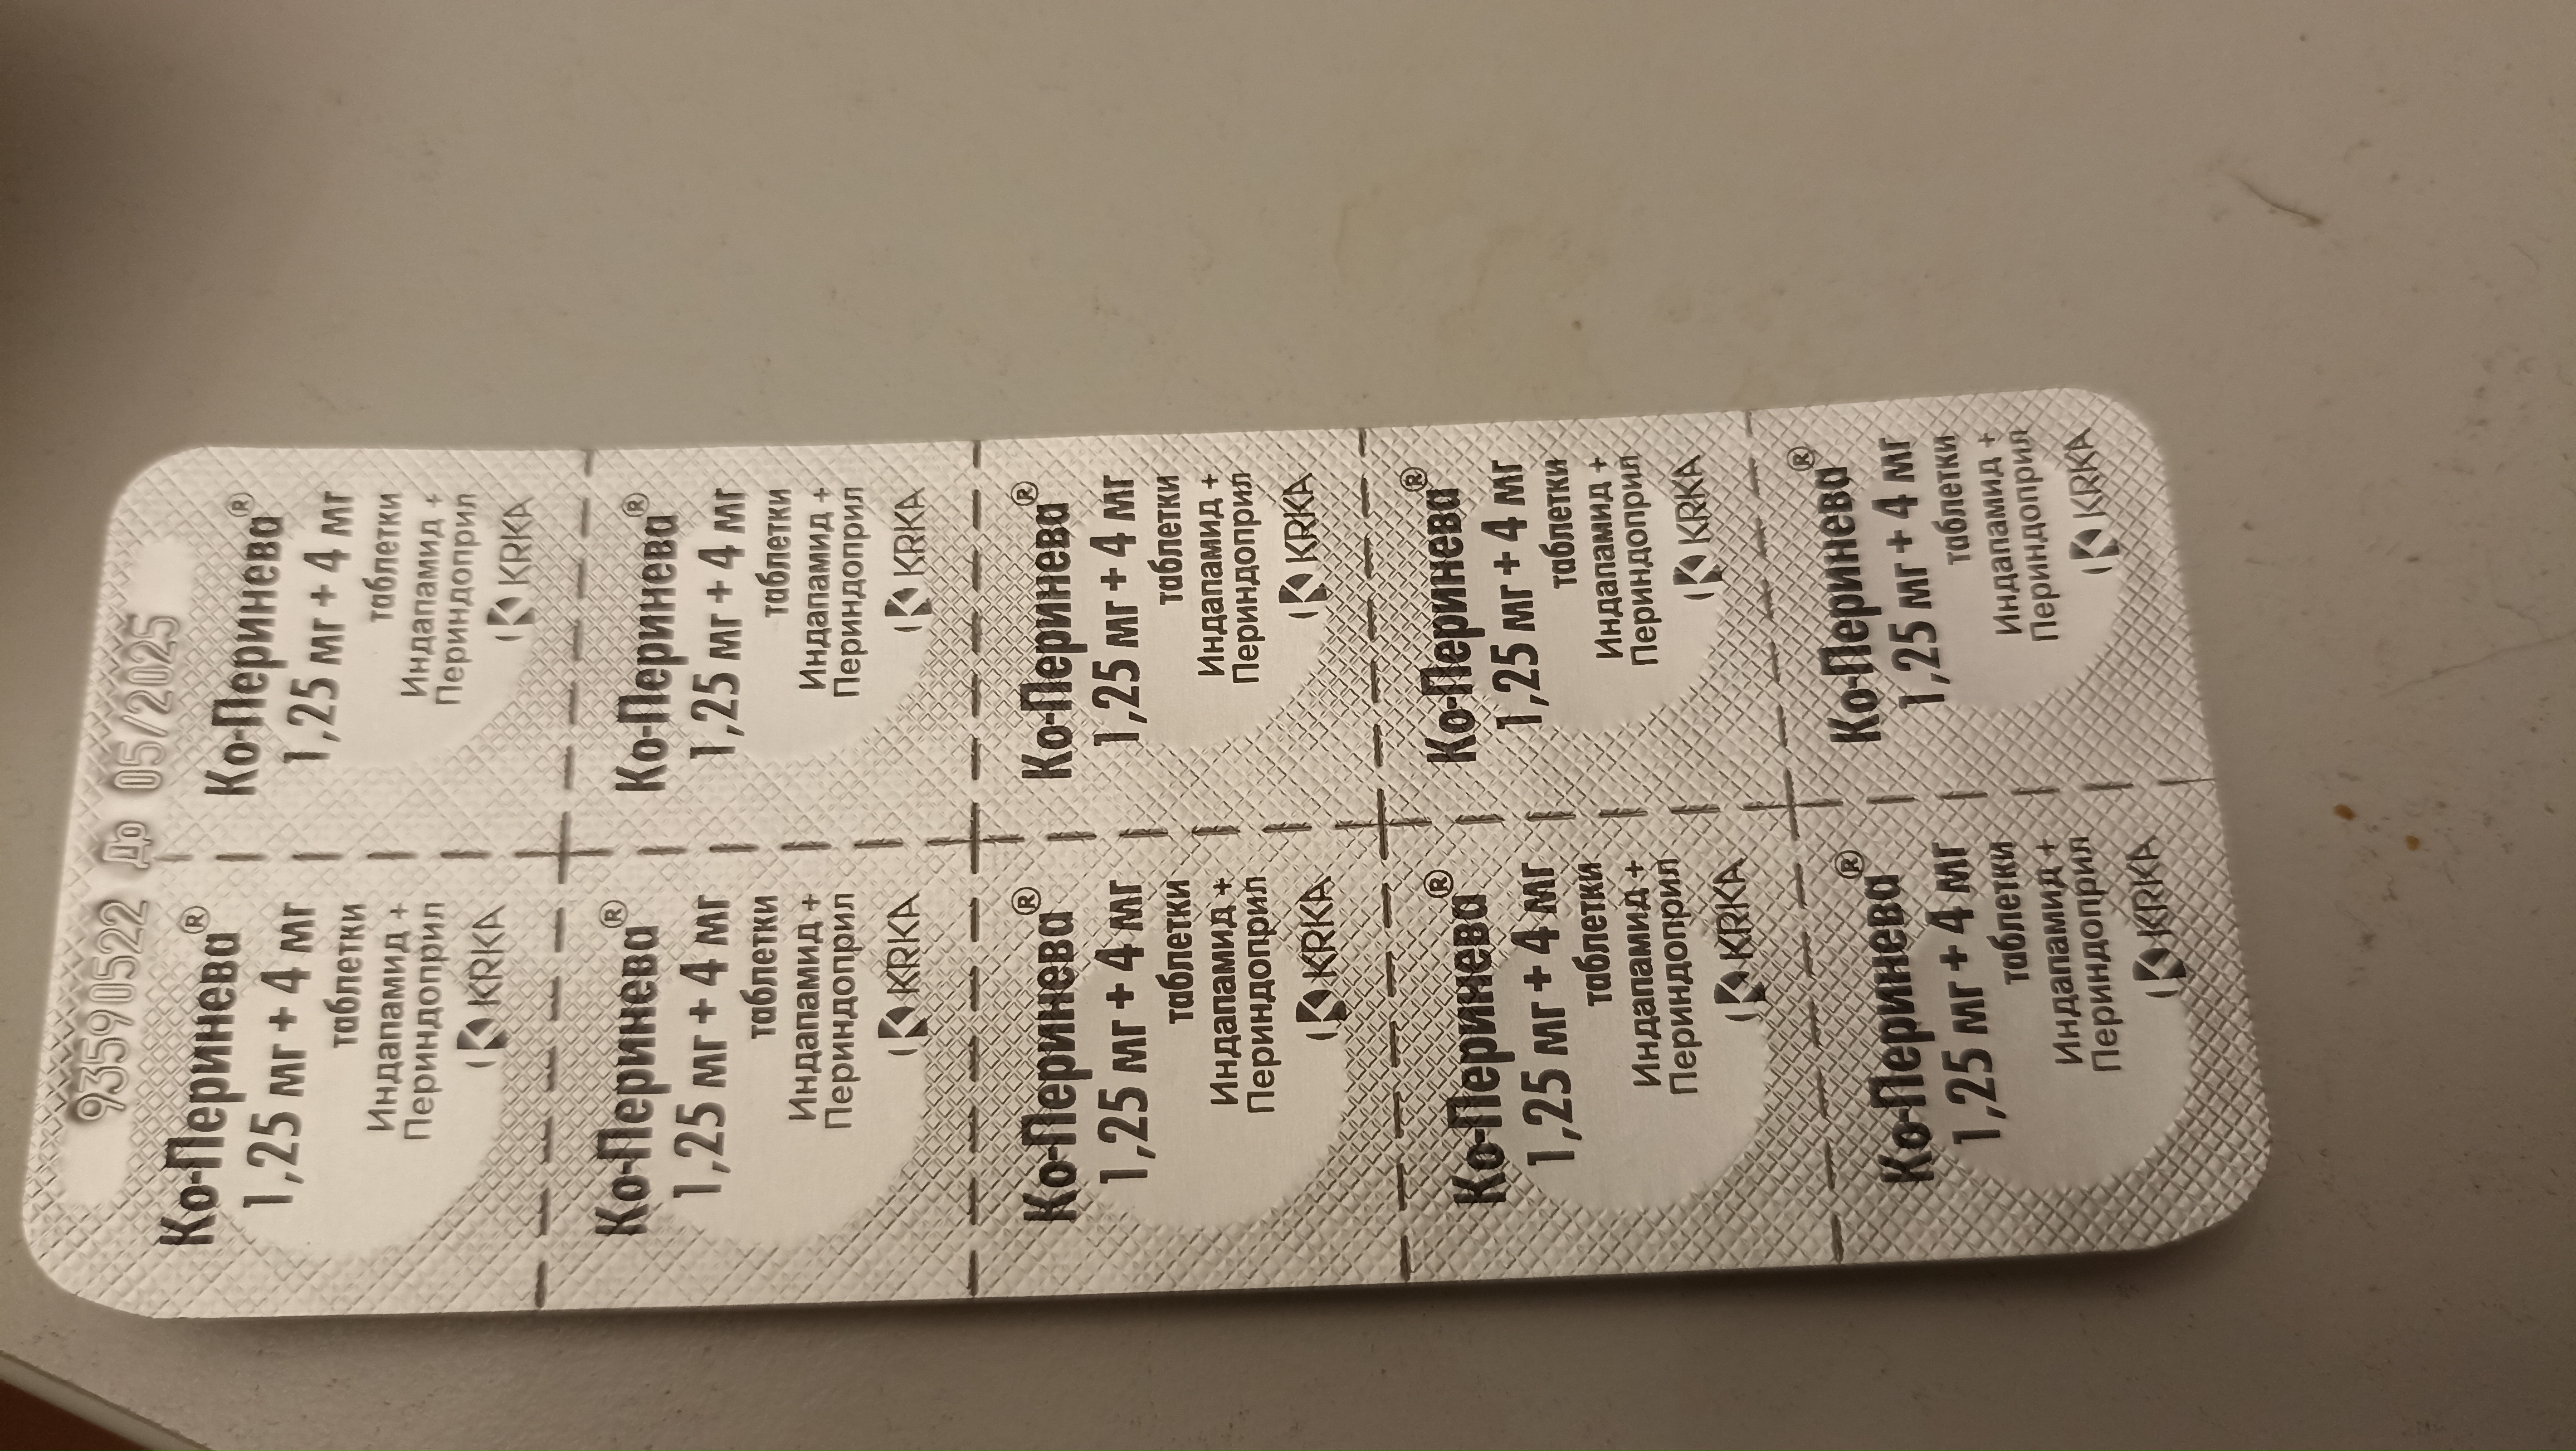 93590522 До 05/2025
Ко-Перинева®
1,25 мг + 4 мг
таблетки
Индапамид +
Периндоприл
KRKA
Ко-Перинева®
1,25 мг + 4 мг
таблетки
Индапамид +
Периндоприл
KRKA
Ко-Перинева®
1,25 мг + 4 мг
таблетки
Индапамид +
Периндоприл
KRKA
Ко-Перинева®
1,25 мг + 4 мг
таблетки
Индапамид +
Периндоприл
KRKA
Ко-Перинева®
1,25 мг + 4 мг
таблетки
Индапамид +
Периндоприл
KRKA
Ко-Перинева®
1,25 мг + 4 мг
таблетки
Индапамид +
Периндоприл
KRKA
Ко-Перинева®
1,25 мг + 4 мг
таблетки
Индапамид +
Периндоприл
KRKA
Ко-Перинева®
1,25 мг + 4 мг
таблетки
Индапамид +
Периндоприл
KRKA
Ко-Перинева®
1,25 мг + 4 мг
таблетки
Индапамид +
Периндоприл
KRKA
Ко-Перинева®
1,25 мг + 4 мг
таблетки
Индапамид +
Периндоприл
KRKA